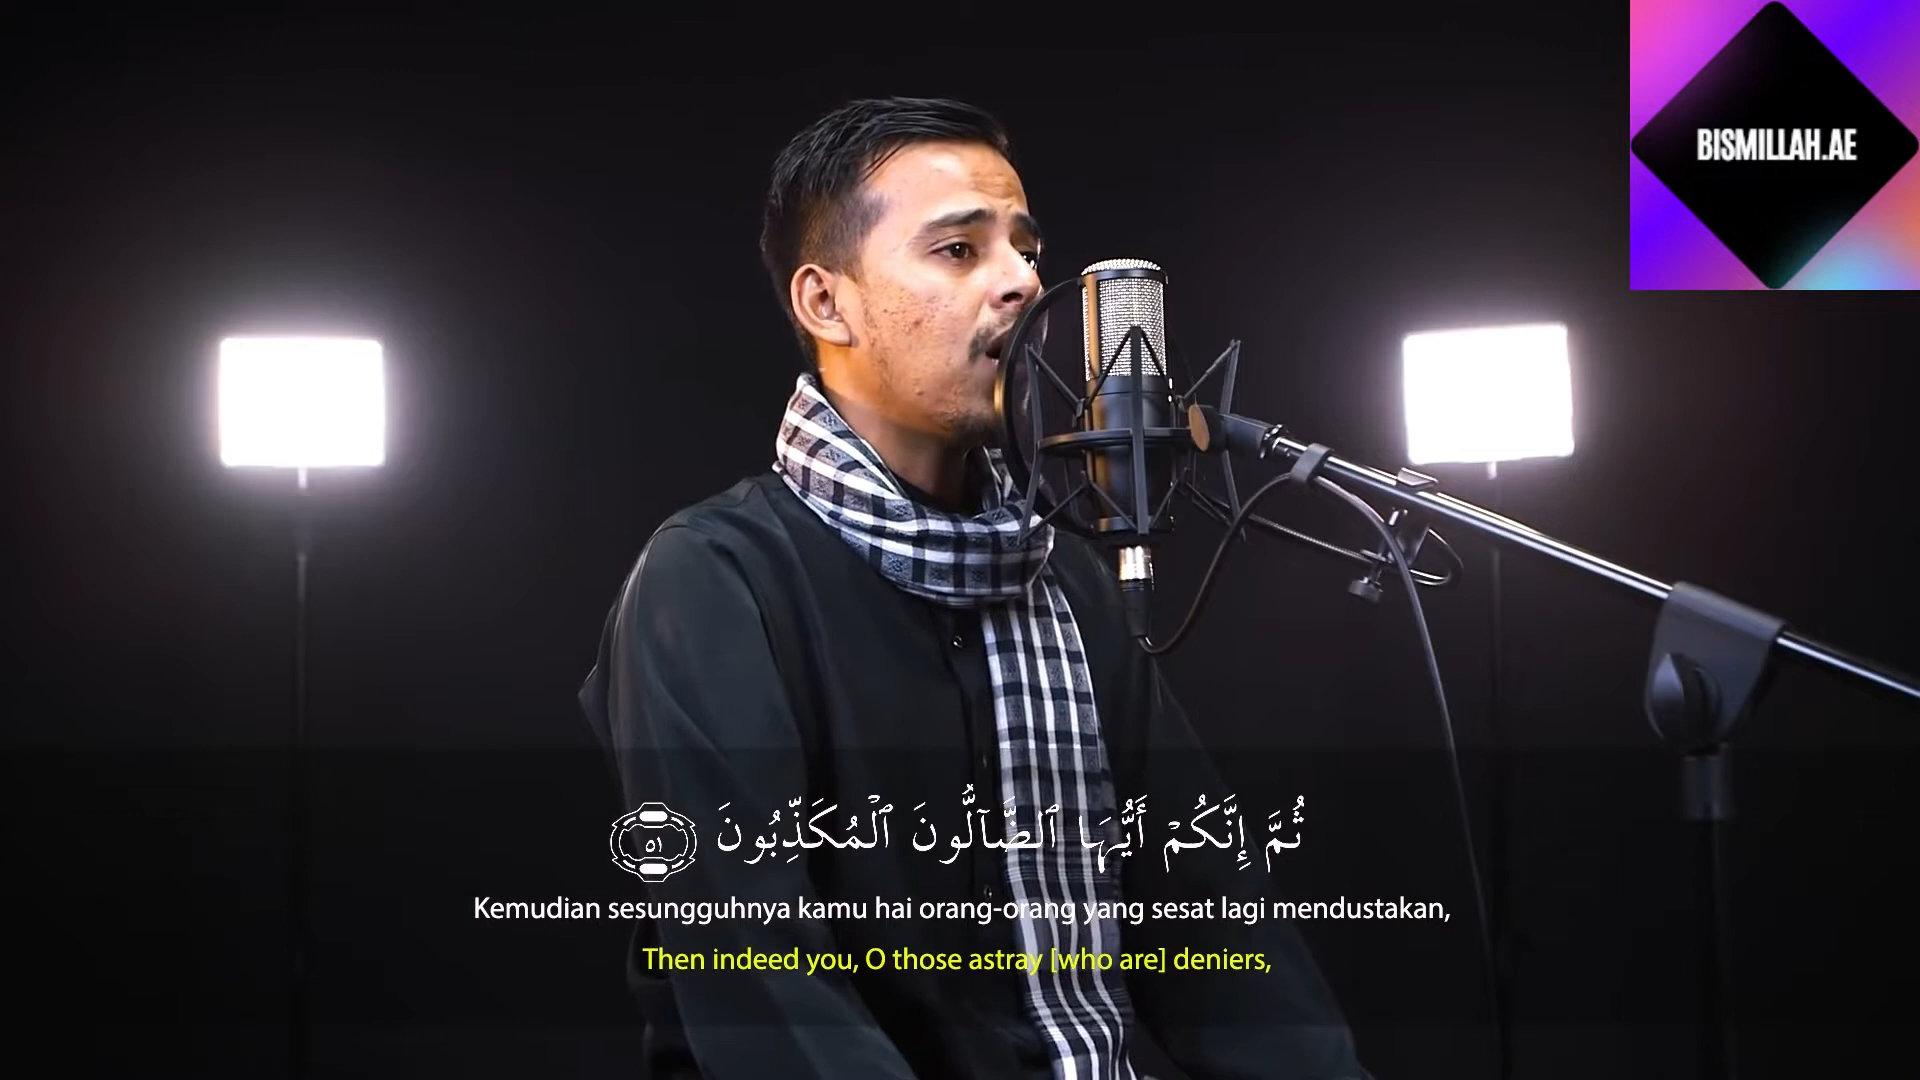 BISMILLAH.AE
ثُمَّ إِنَّكُمْ أَيُّهَا ٱلضَّآلُّونَ ٱلْمُكَذِّبُونَ ٥١
Kemudian sesungguhnya kamu hai orang-orang yang sesat lagi mendustakan,
Then indeed you, O those astray [who are] deniers,